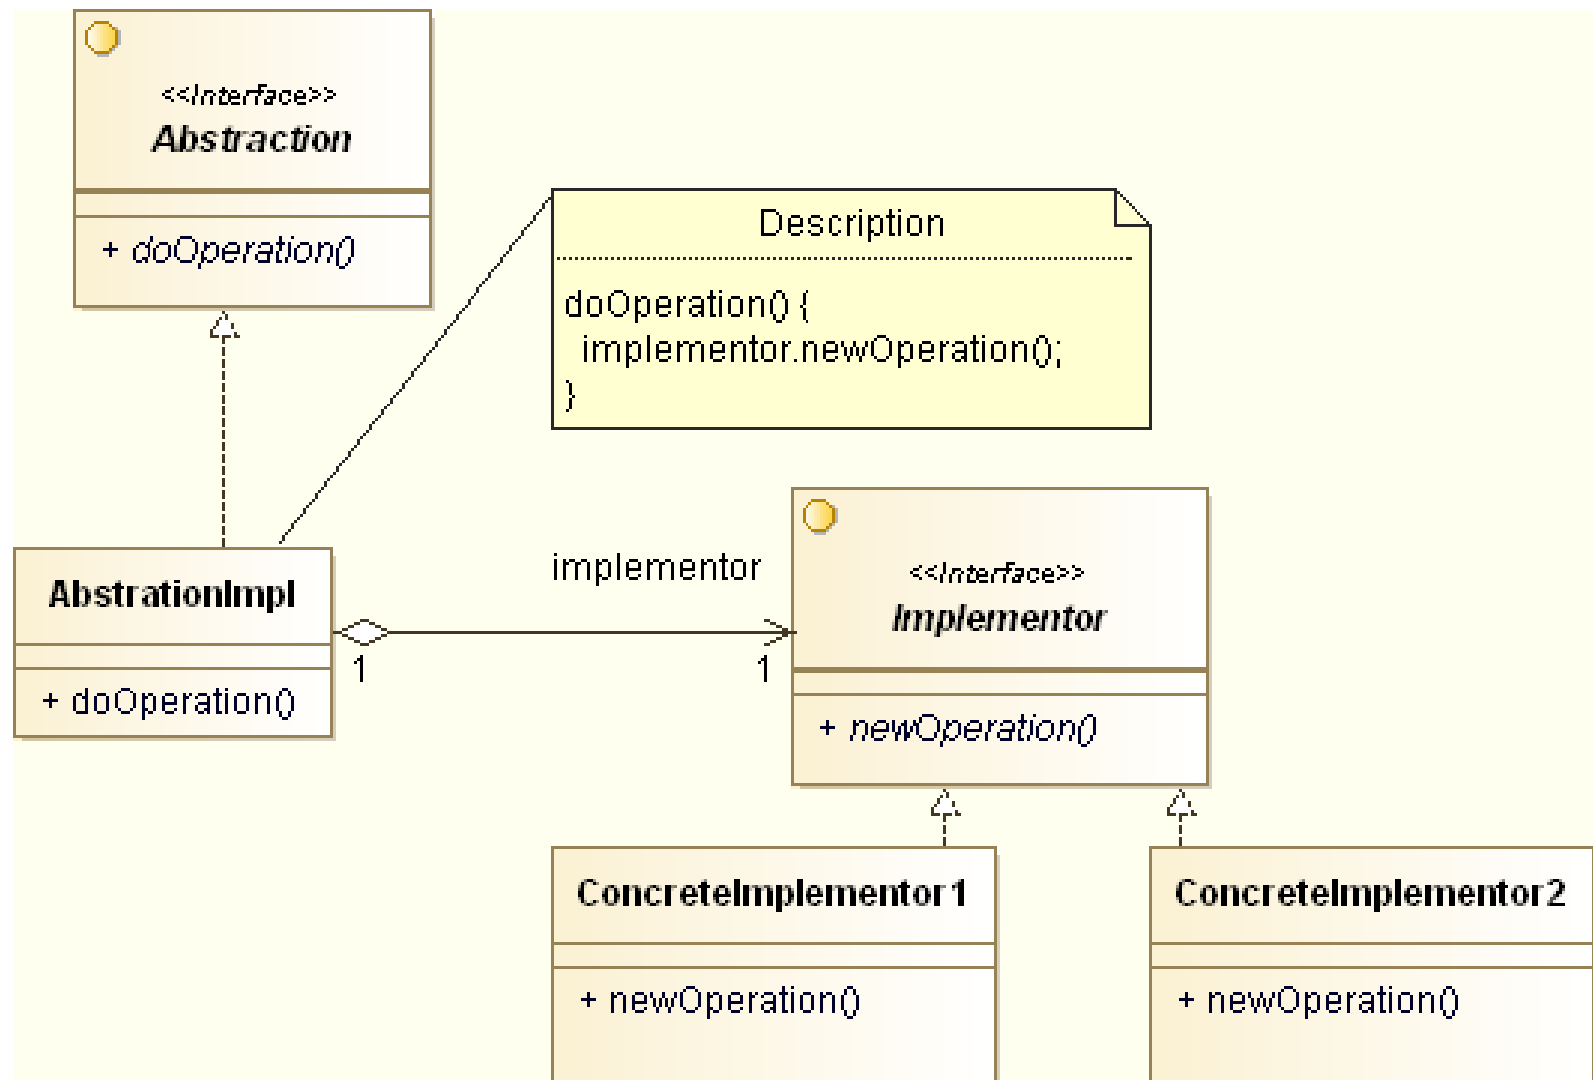 <<Interface>>
Abstraction
+ doOperation()
Description
doOperation() {
implementor.newOperation();
}
AbstrationImpl
+ doOperation()
implementor
1
1
<<Interface>>
Implementor
+ newOperation()
ConcreteImplementor1
+ newOperation()
ConcreteImplementor2
+ newOperation()